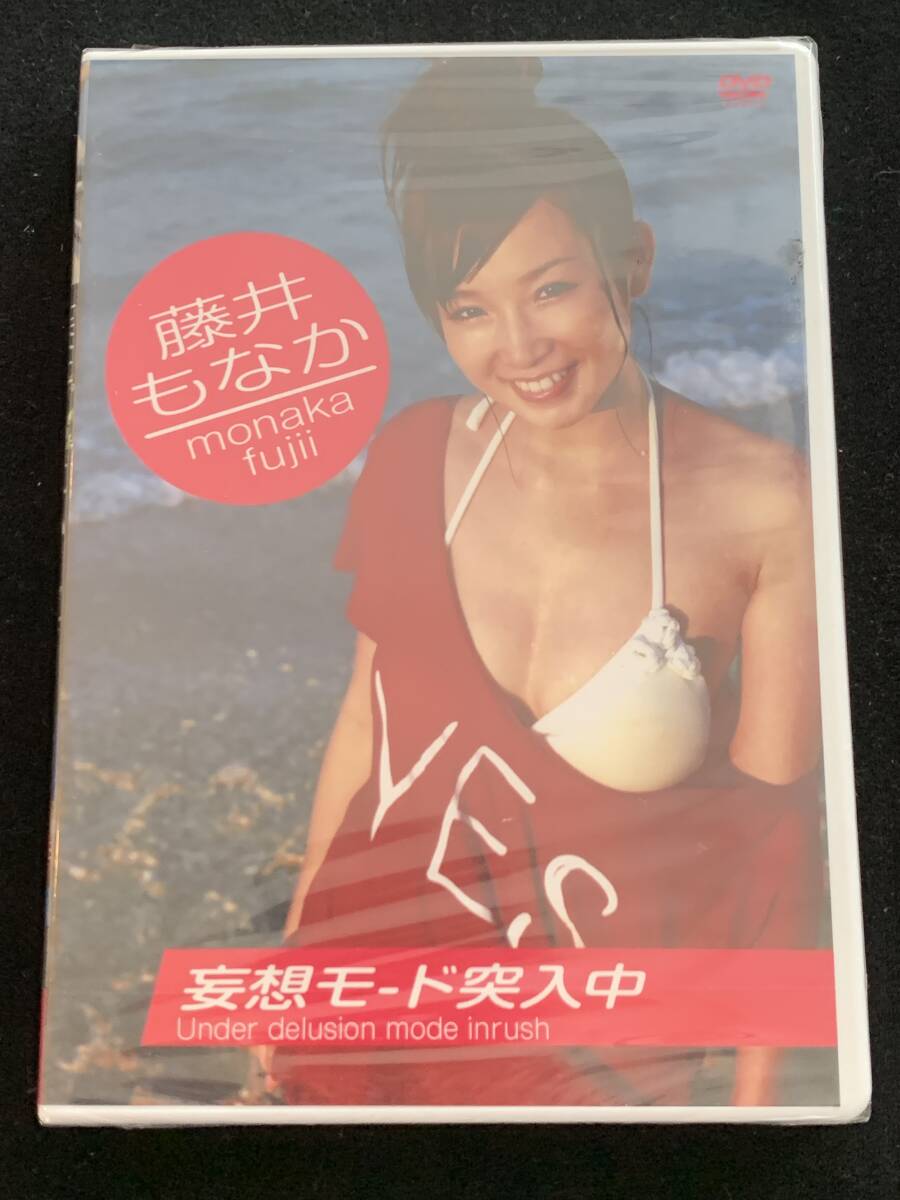 DVD
藤井
もなか
monaka
fujii
YES
妄想モード突入中
Under delusion mode inrush